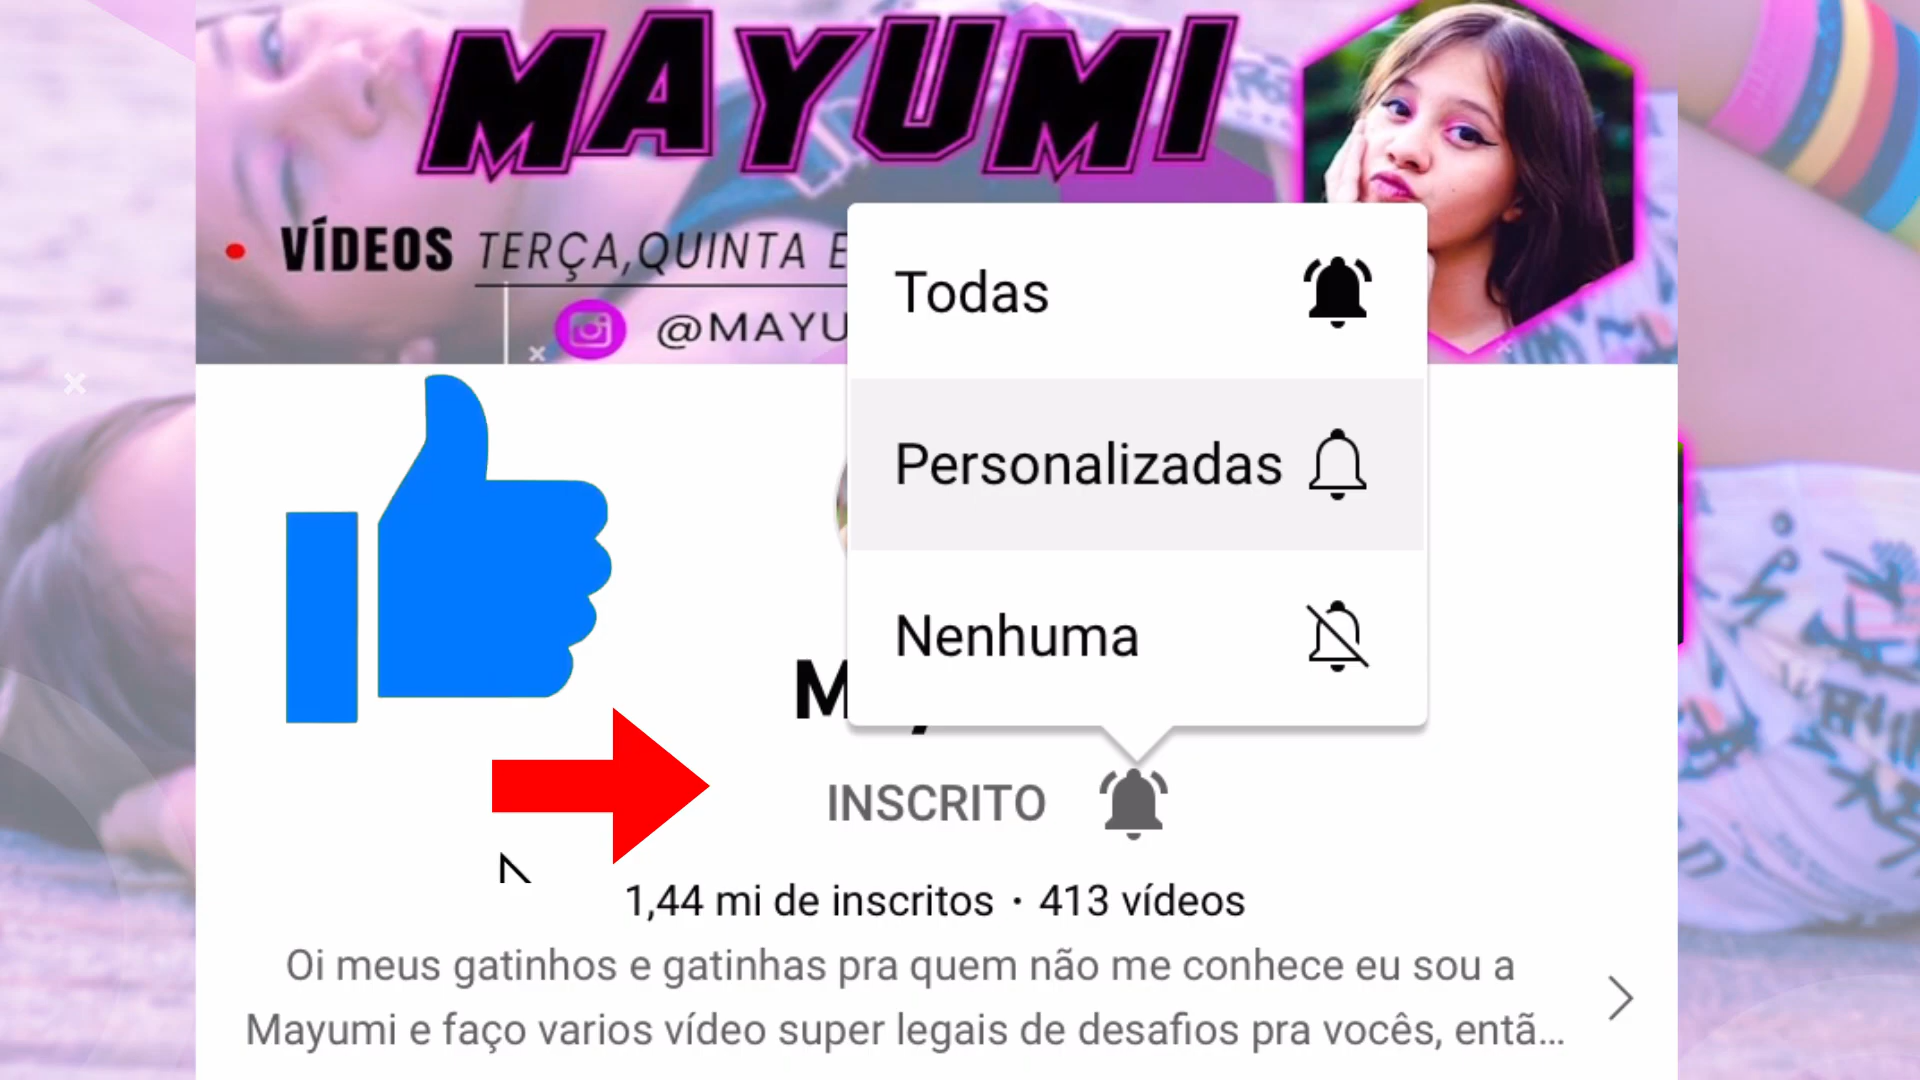 MAYUMI
VÍDEOS TERÇA,QUINTA E
@MAYU
Todas
Personalizadas
Nenhuma
INSCRITO
1,44 mi de inscritos · 413 vídeos
Oi meus gatinhos e gatinhas pra quem não me conhece eu sou a
Mayumi e faço varios vídeo super legais de desafios pra vocês, entã...